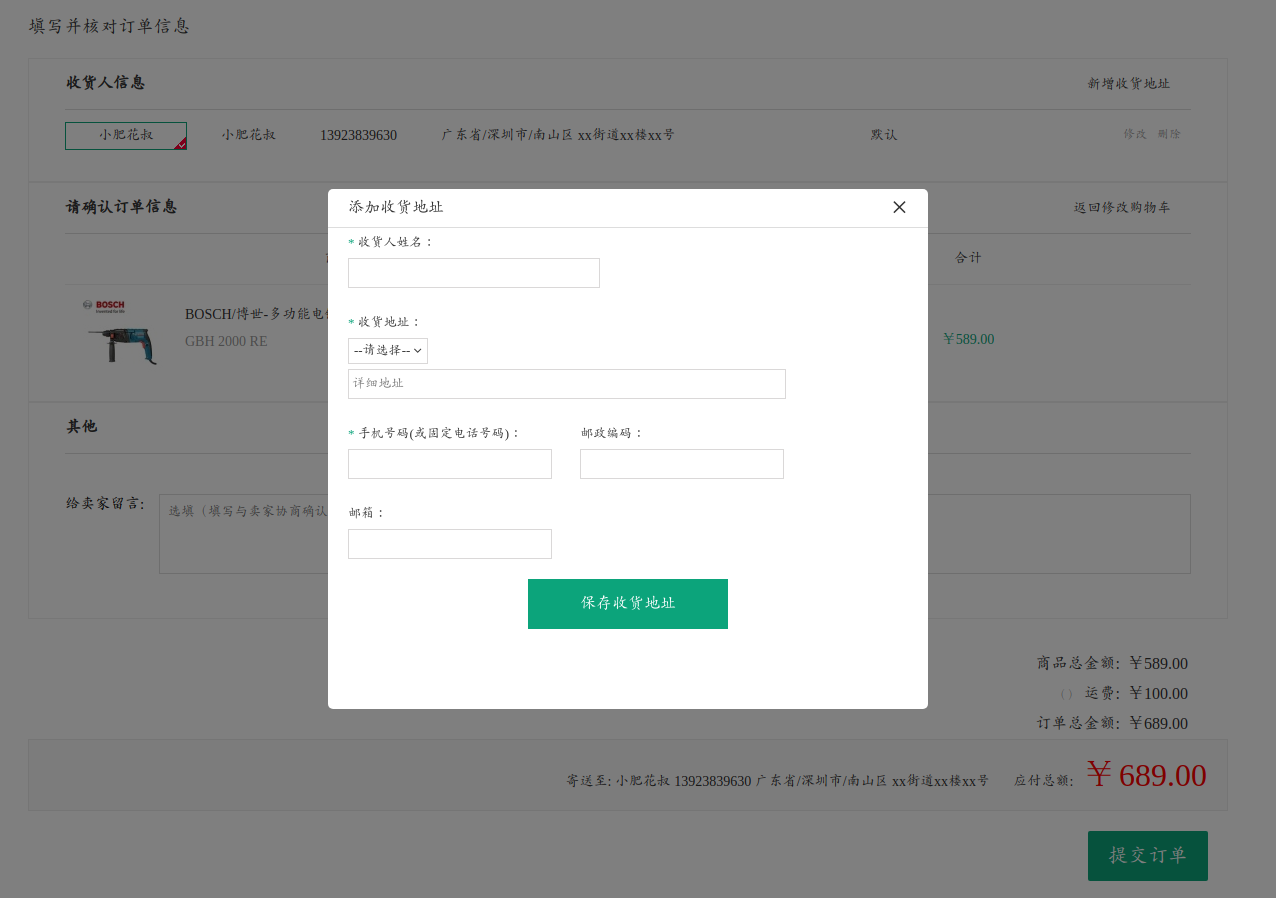 填写并核对订单信息
收货人信息 新增收货地址
小肥花叔 小肥花叔 13923839630 广东省/深圳市/南山区 xx街道xx楼xx号 默认 修改 删除
请确认订单信息 返回修改购物车
合计
BOSCH
Invented for life
BOSCH/博世-多功能电
GBH 2000 RE
￥589.00
其他
给卖家留言:
选填（填写与卖家协商确认
添加收货地址
* 收货人姓名：
* 收货地址：
--请选择--
详细地址
* 手机号码(或固定电话号码)： 邮政编码：
邮箱：
保存收货地址
商品总金额: ￥589.00
（）运费: ￥100.00
订单总金额: ￥689.00
寄送至: 小肥花叔 13923839630 广东省/深圳市/南山区 xx街道xx楼xx号 应付总额: ￥689.00
提交订单